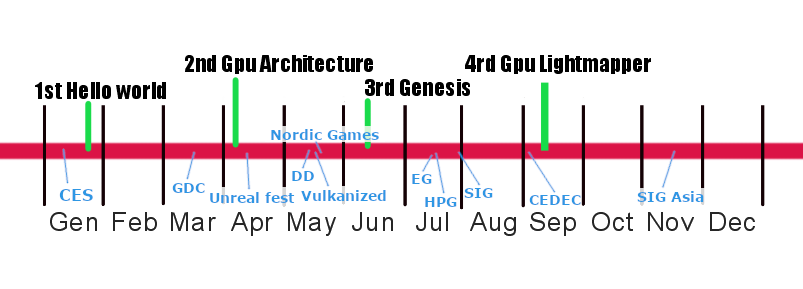 2nd Gpu Architecture
4rd Gpu Lightmapper
1st Hello world
3rd Genesis
Nordic Games
CES
GDC
Unreal fest
DD
Vulkanized
EG
HPG
SIG
CEDEC
SIG Asia
Gen Feb Mar Apr May Jun Jul Aug Sep Oct Nov Dec